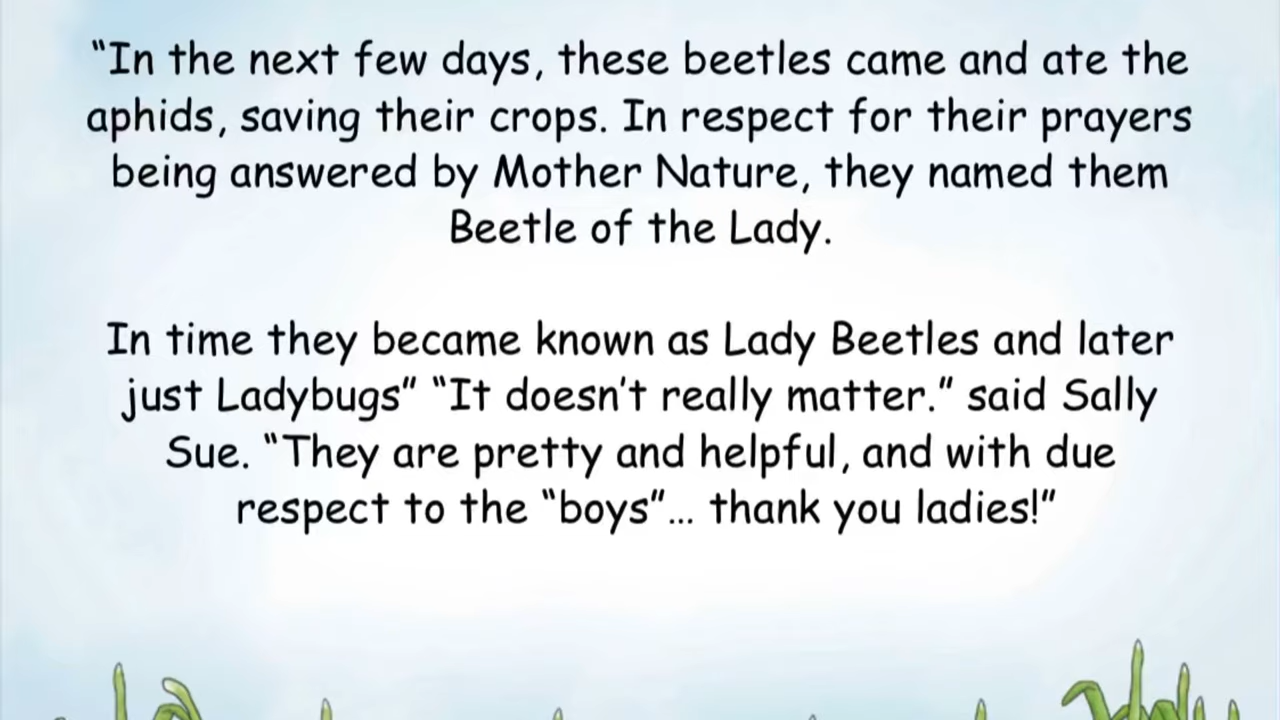 “In the next few days, these beetles came and ate the
aphids, saving their crops. In respect for their prayers
being answered by Mother Nature, they named them
Beetle of the Lady.
In time they became known as Lady Beetles and later
just Ladybugs” “It doesn’t really matter.” said Sally
Sue. “They are pretty and helpful, and with due
respect to the “boys”... thank you ladies!”